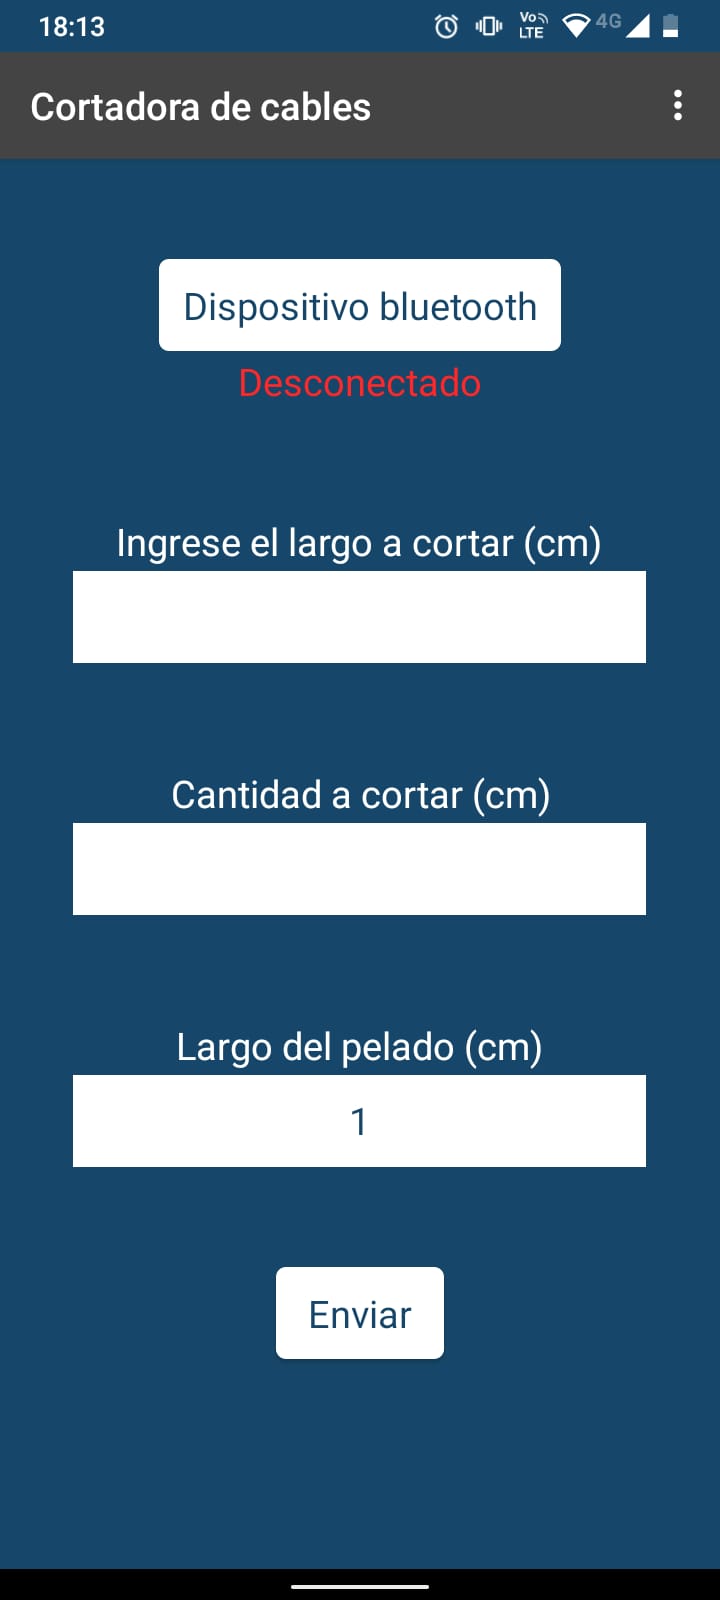 18:13 Vo LTE 4G
Cortadora de cables
Dispositivo bluetooth
Desconectado
Ingrese el largo a cortar (cm)
Cantidad a cortar (cm)
Largo del pelado (cm)
1
Enviar